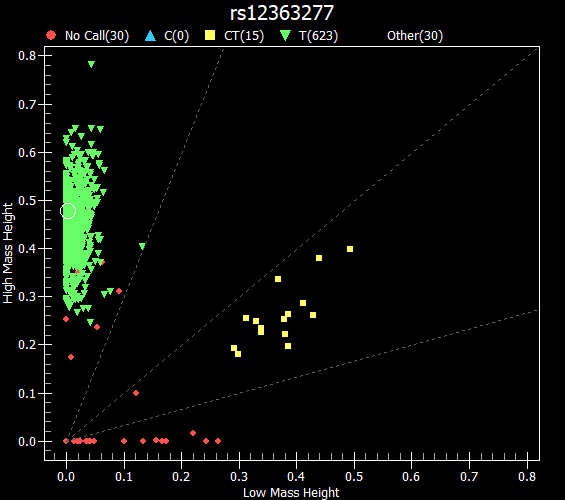 rs12363277
No Call(30) C(0) CT(15) T(623) Other(30)
0.8
0.7
0.6
0.5
0.4
0.3
0.2
0.1
0.0
High Mass Height
0.0 0.1 0.2 0.3 0.4 0.5 0.6 0.7 0.8
Low Mass Height